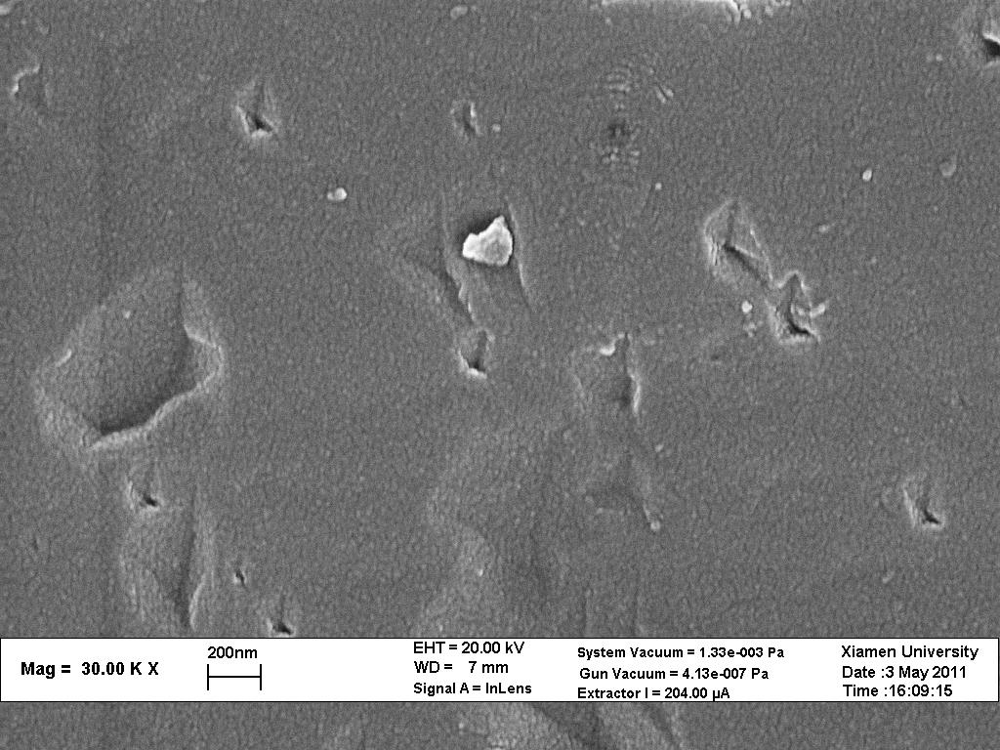 Mag = 30.00 K X
200nm
EHT = 20.00 kV
WD = 7 mm
Signal A = InLens
System Vacuum = 1.33e-003 Pa
Gun Vacuum = 4.13e-007 Pa
Extractor I = 204.00 µA
Xiamen University
Date :3 May 2011
Time :16:09:15